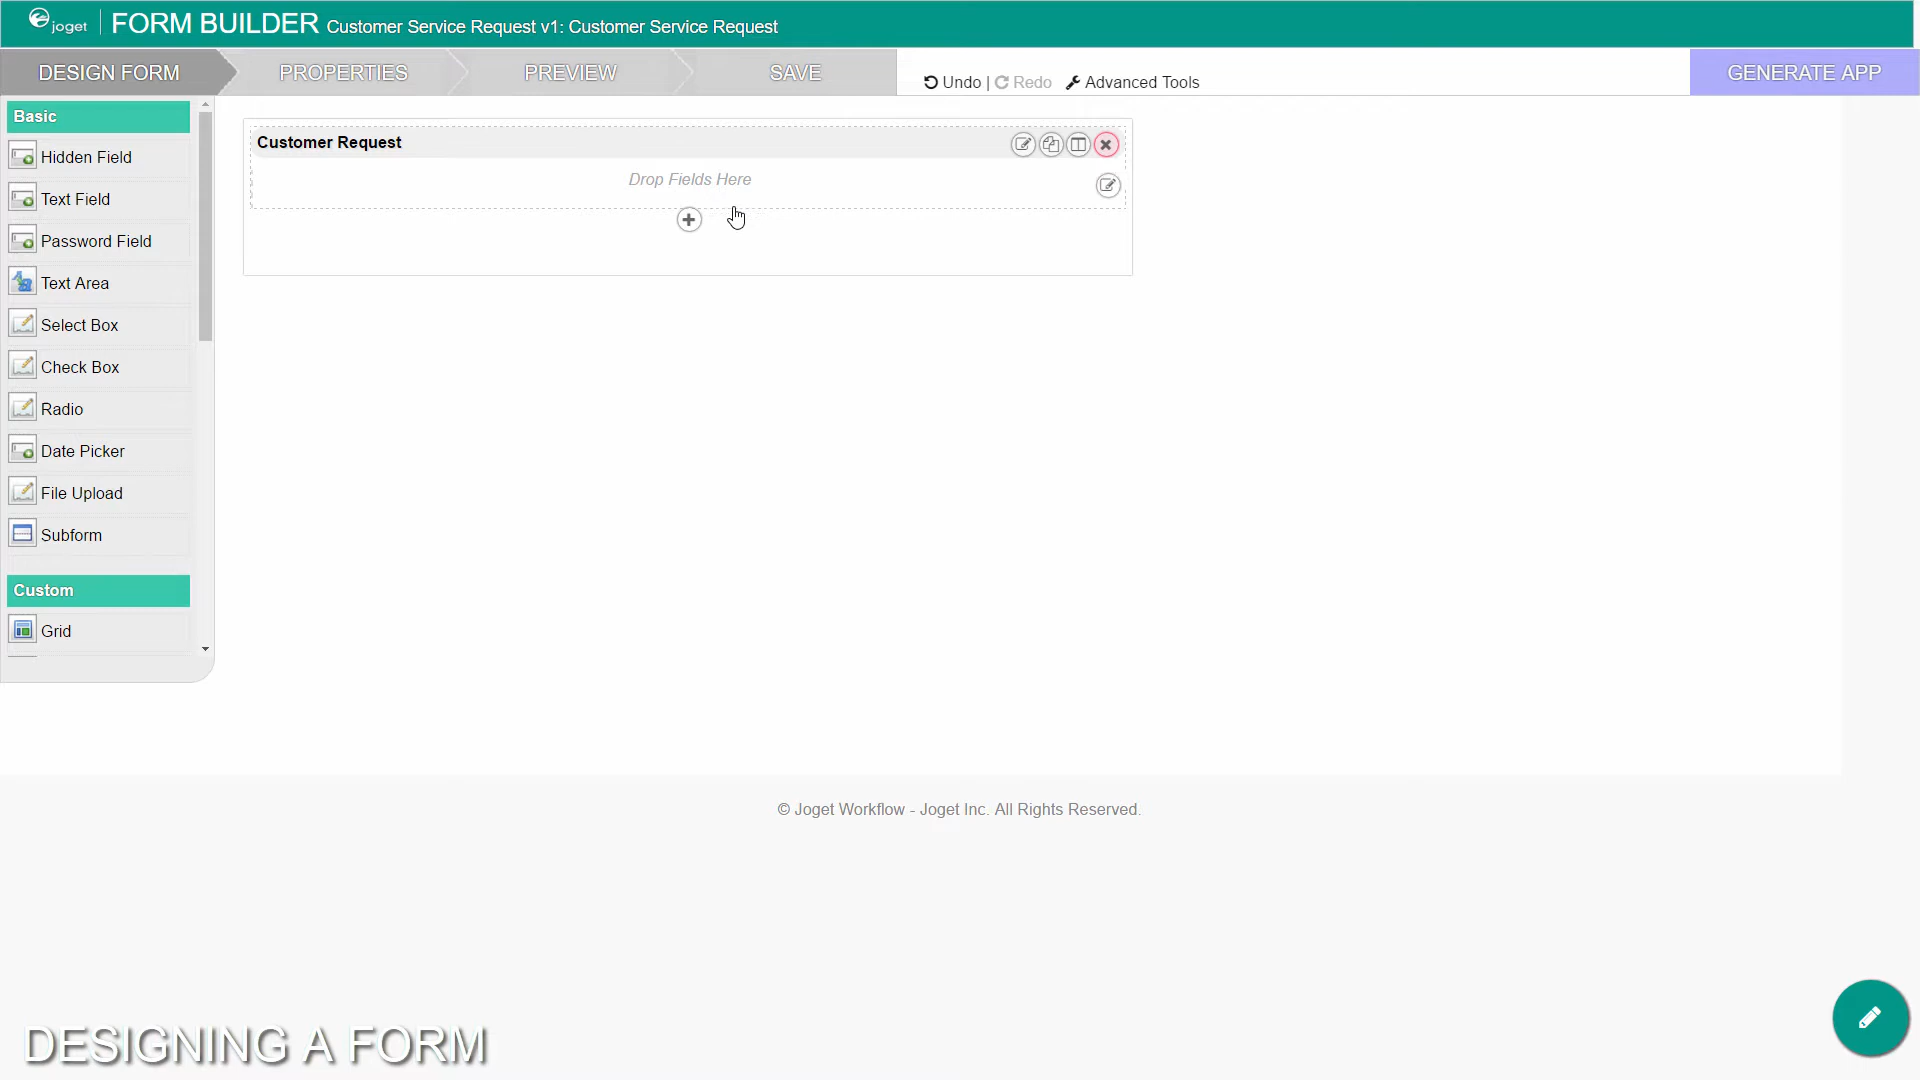 joget FORM BUILDER Customer Service Request v1: Customer Service Request
DESIGN FORM PROPERTIES PREVIEW SAVE Undo | Redo Advanced Tools GENERATE APP
Basic
Hidden Field
Text Field
Password Field
Text Area
Select Box
Check Box
Radio
Date Picker
File Upload
Subform
Custom
Grid
Customer Request
Drop Fields Here
© Joget Workflow - Joget Inc. All Rights Reserved.
DESIGNING A FORM